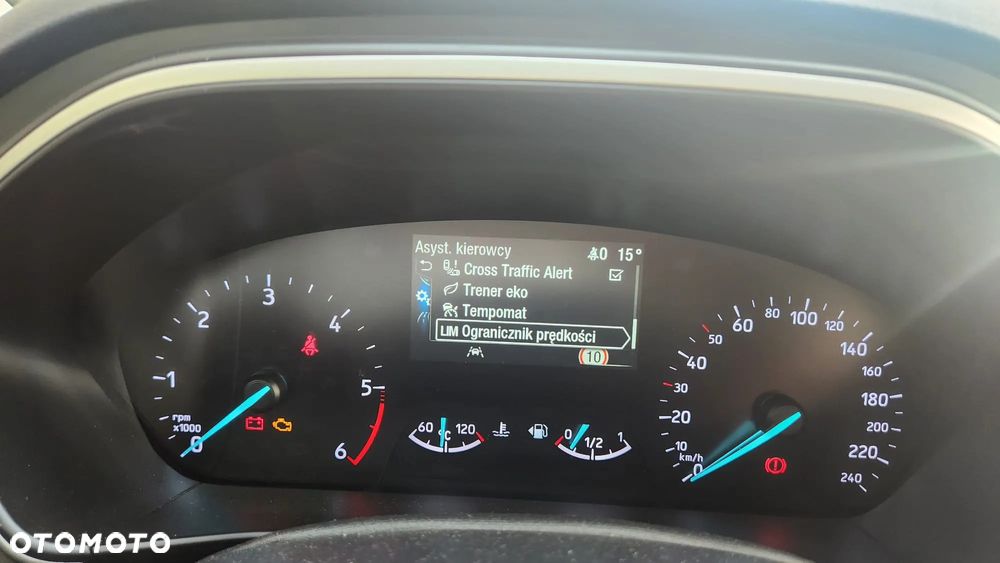 Asyst. kierowcy 0 15°
Cross Traffic Alert
Trener eko
Tempomat
LIM Ogranicznik prędkości
10
0 1 2 3 4 5 6
rpm
x1000
60 °C 120
0 1/2 1
0 10 20 30 40 50 60 80 100 120 140 160 180 200 220 240
km/h
OTOMOTO